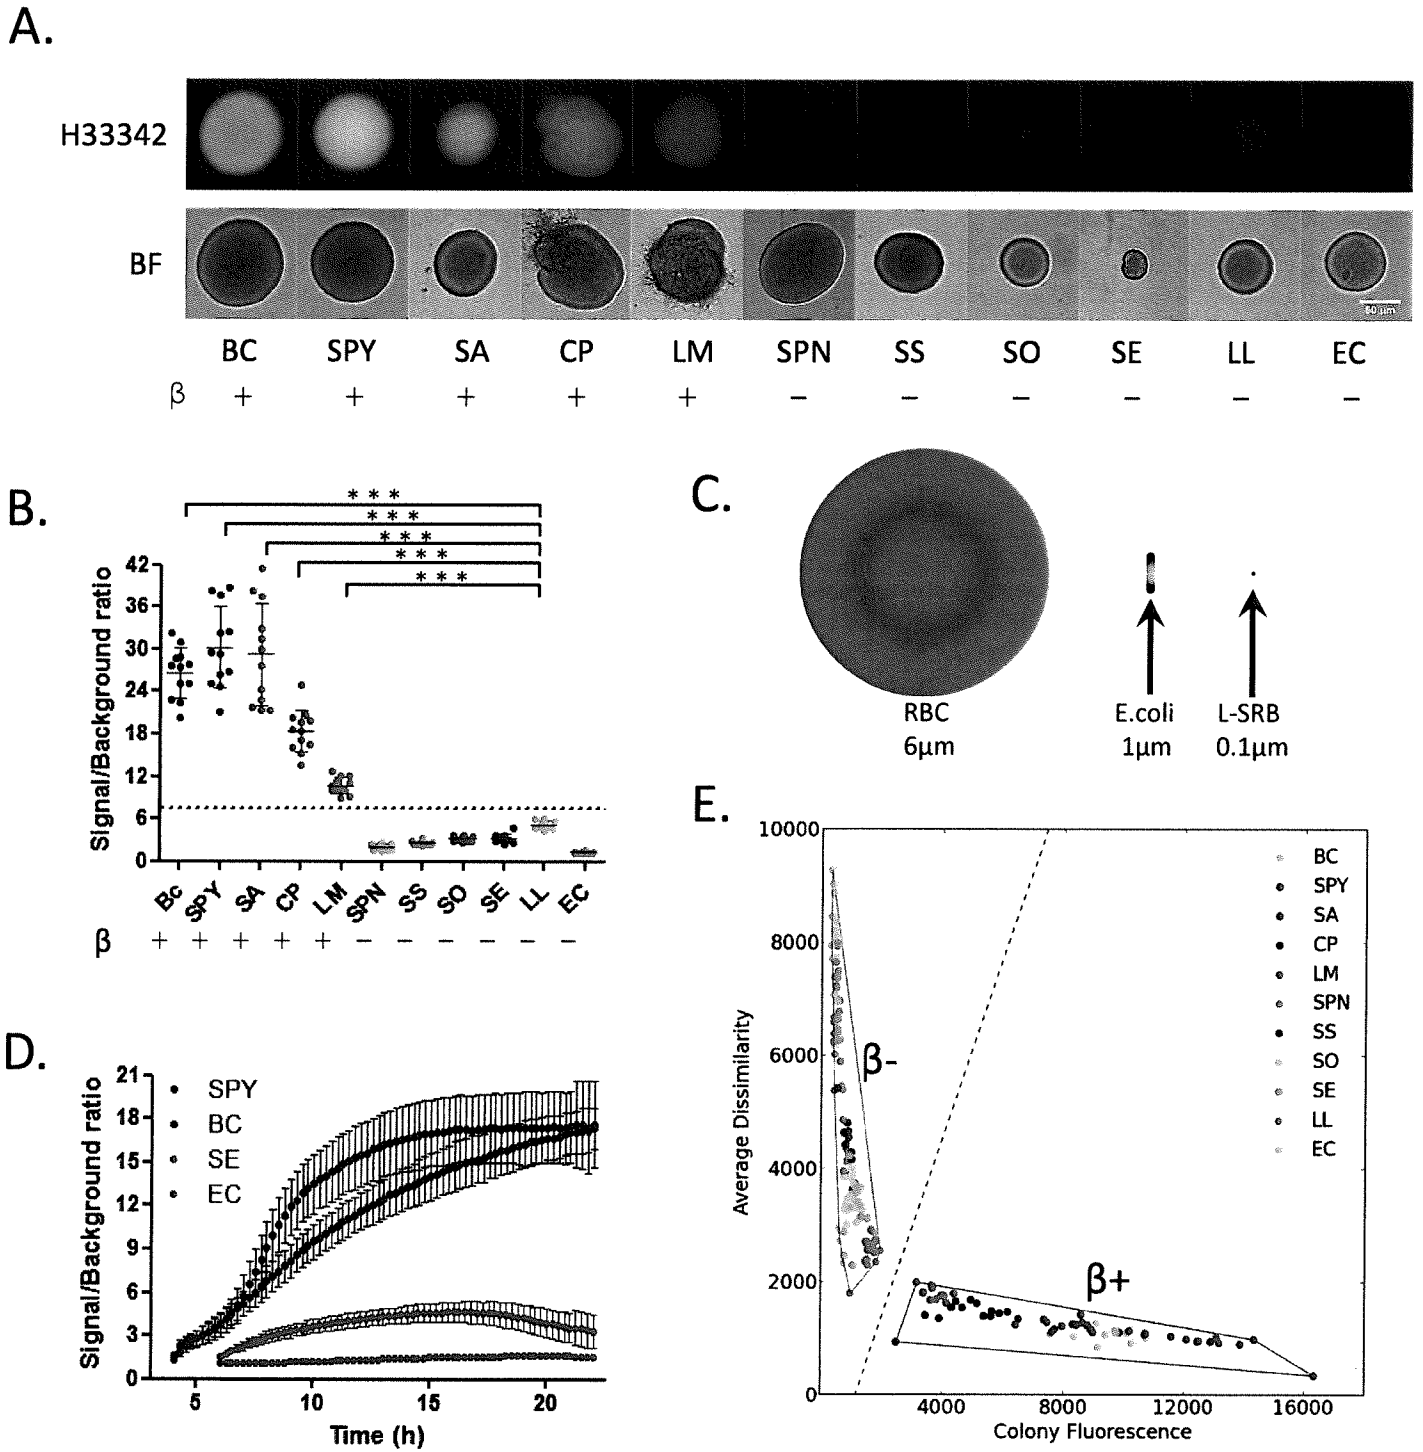 A.
H33342
BF
60 µm
BC SPY SA CP LM SPN SS SO SE LL EC
β + + + + + − − − − − −
B.
* * *
* * *
* * *
* * *
* * *
Signal/Background ratio
42
36
30
24
18
12
6
0
Bc SPY SA CP LM SPN SS SO SE LL EC
β + + + + + − − − − − −
C.
RBC
6µm
E.coli
1µm
L-SRB
0.1µm
D.
Signal/Background ratio
21
18
15
12
9
6
3
0
SPY
BC
SE
EC
5 10 15 20
Time (h)
E.
Average Dissimilarity
10000
8000
6000
4000
2000
0
β-
β+
BC
SPY
SA
CP
LM
SPN
SS
SO
SE
LL
EC
4000 8000 12000 16000
Colony Fluorescence